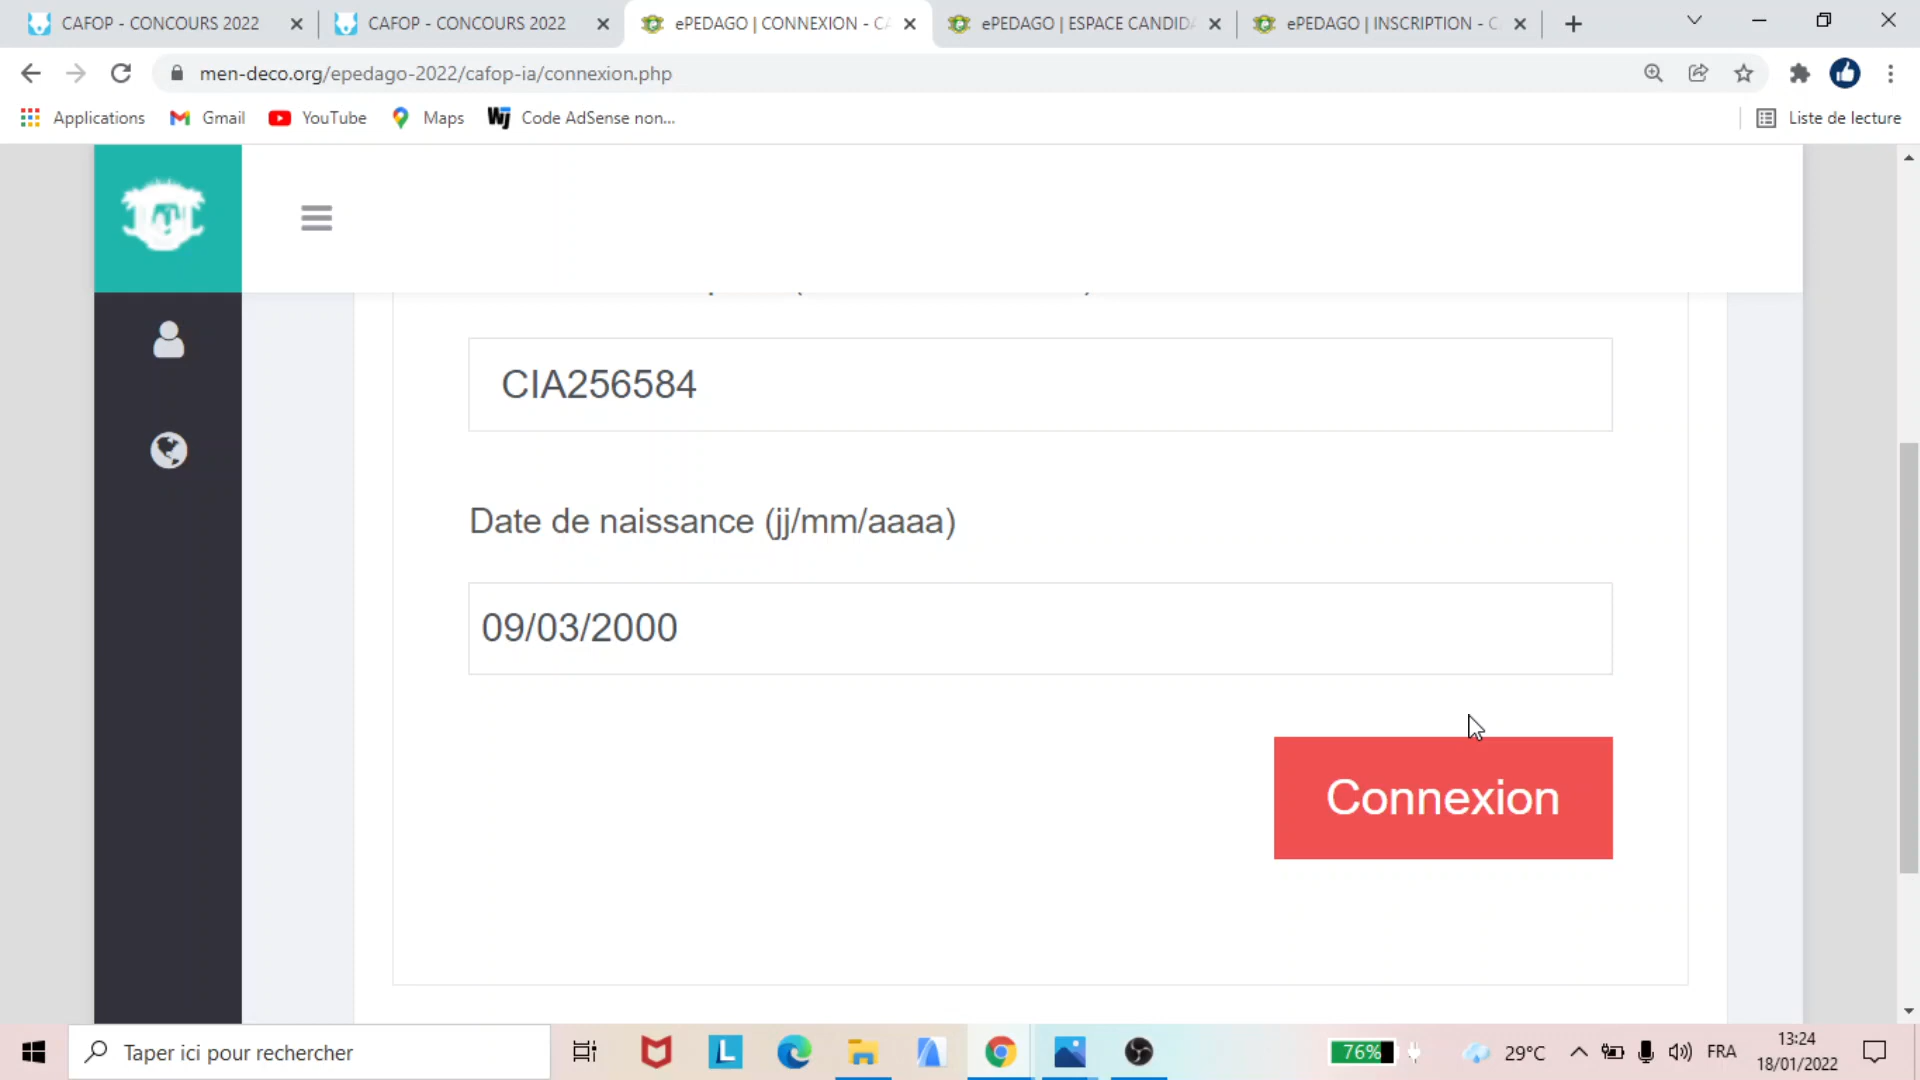 CAFOP - CONCOURS 2022
CAFOP - CONCOURS 2022
ePEDAGO | CONNEXION - CA
ePEDAGO | ESPACE CANDIDA
ePEDAGO | INSCRIPTION - C
men-deco.org/epedago-2022/cafop-ia/connexion.php
Applications
Gmail
YouTube
Maps
Code AdSense non...
Liste de lecture
CIA256584
Date de naissance (jj/mm/aaaa)
09/03/2000
Connexion
Taper ici pour rechercher
76%
29°C
FRA
13:24
18/01/2022